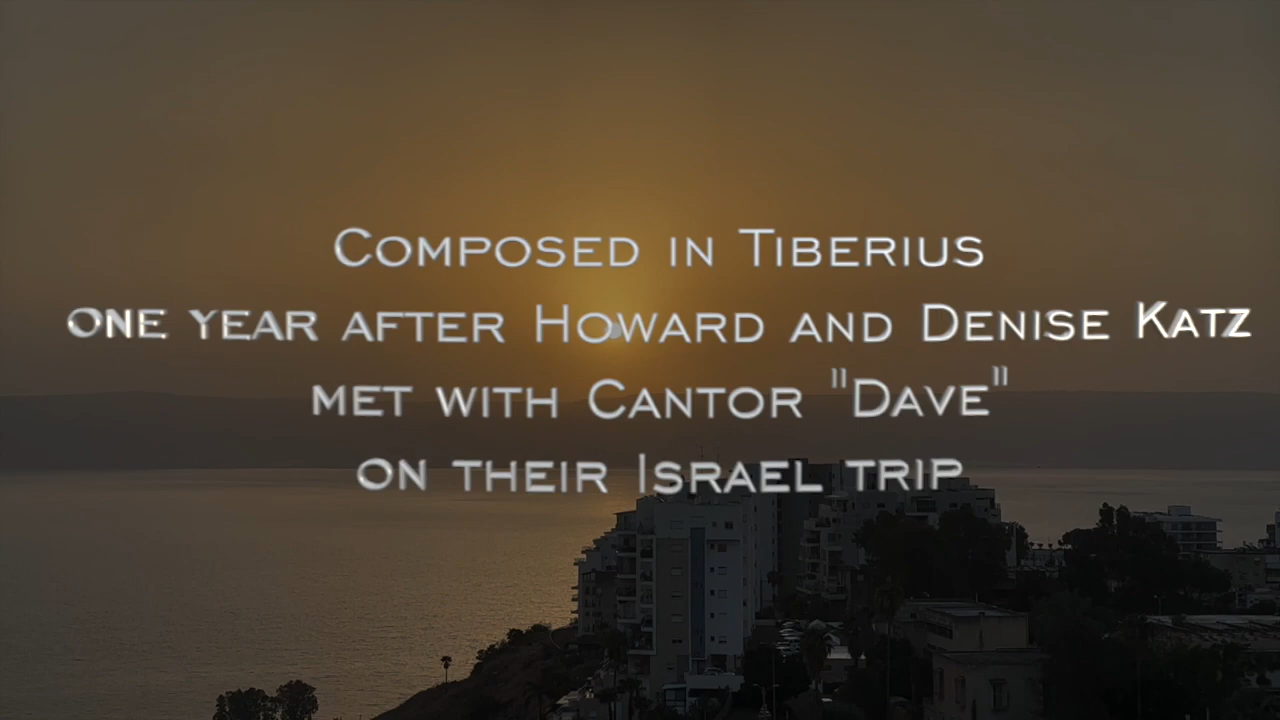 Composed in Tiberius
one year after Howard and Denise Katz
met with Cantor "Dave"
on their Israel trip